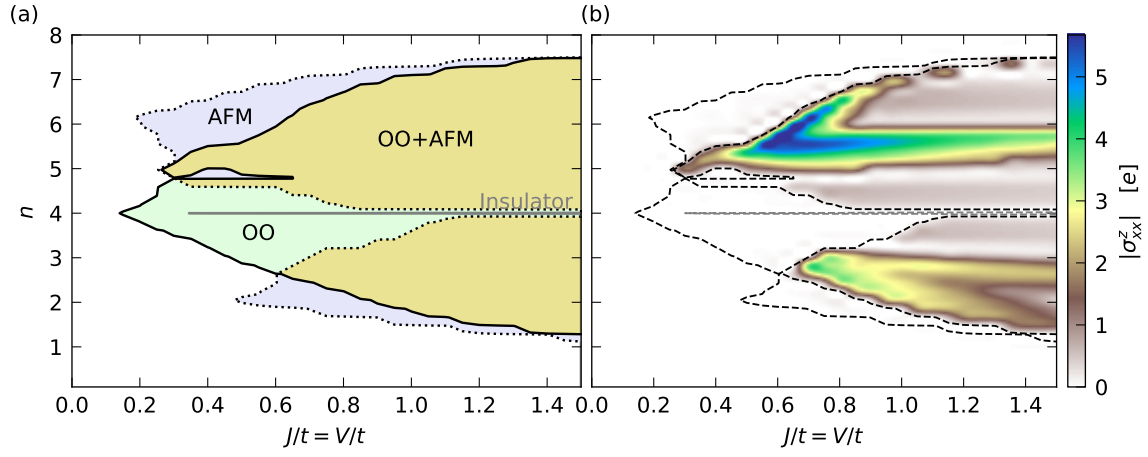 (a)
(b)
8
7
6
5
4
3
2
1
n
AFM
OO+AFM
Insulator
OO
0.0 0.2 0.4 0.6 0.8 1.0 1.2 1.4
J/t = V/t
0.0 0.2 0.4 0.6 0.8 1.0 1.2 1.4
J/t = V/t
5
4
3
2
1
0
|σ^z_xx| [e]